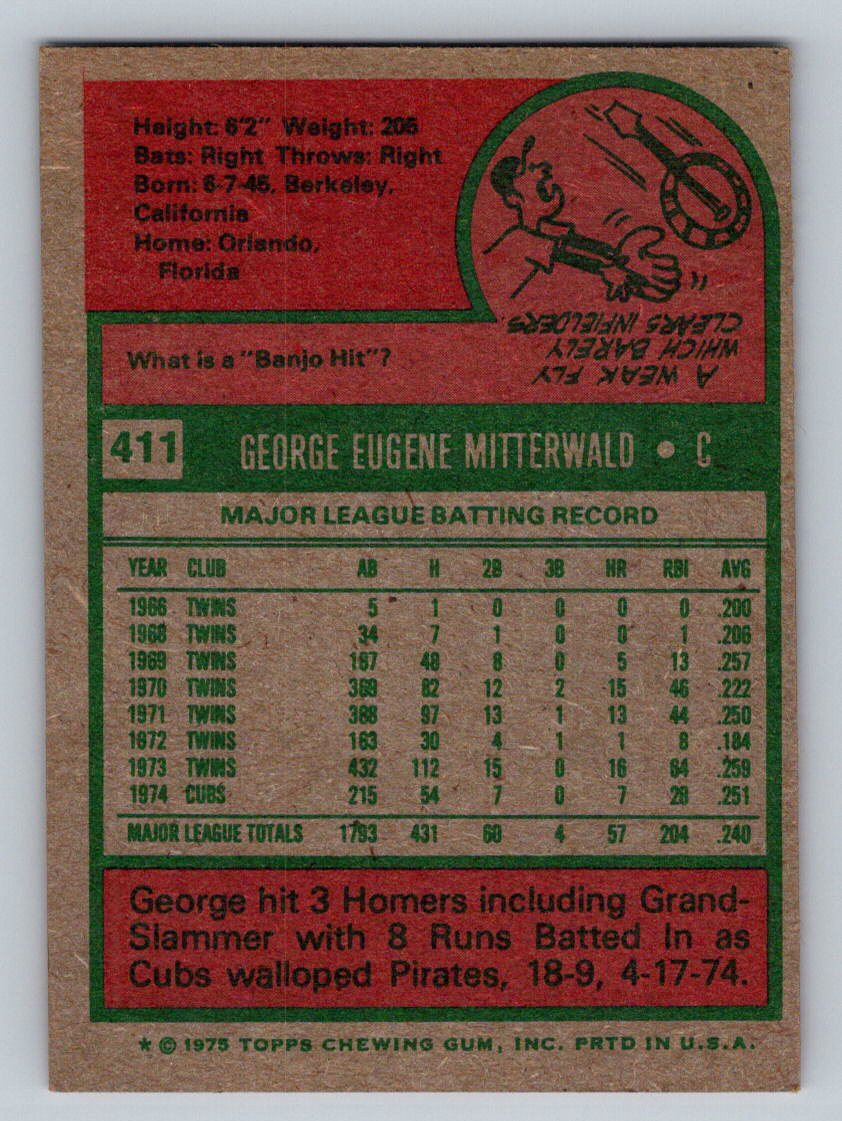 Height: 6'2" Weight: 205
Bats: Right Throws: Right
Born: 6-7-45, Berkeley,
California
Home: Orlando,
Florida
What is a "Banjo Hit"?
A WEAK FLY
WHICH BARELY
CLEARS INFIELDERS.
411 GEORGE EUGENE MITTERWALD • C
MAJOR LEAGUE BATTING RECORD
YEAR CLUB AB H 2B 3B HR RBI AVG
1966 TWINS 5 1 0 0 0 0 .200
1968 TWINS 34 7 1 0 0 1 .206
1969 TWINS 187 48 8 0 5 13 .257
1970 TWINS 369 82 12 2 15 46 .222
1971 TWINS 388 97 13 1 13 44 .250
1972 TWINS 163 30 4 1 1 8 .184
1973 TWINS 432 112 15 0 16 64 .259
1974 CUBS 215 54 7 0 7 28 .251
MAJOR LEAGUE TOTALS 1793 431 60 4 57 204 .240
George hit 3 Homers including Grand-
Slammer with 8 Runs Batted In as
Cubs walloped Pirates, 18-9, 4-17-74.
* © 1975 TOPPS CHEWING GUM, INC. PRTD IN U.S.A.